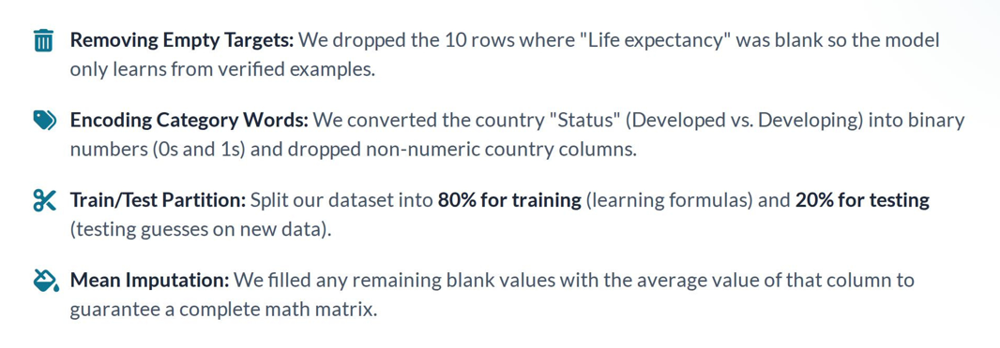 Removing Empty Targets: We dropped the 10 rows where "Life expectancy" was blank so the model
only learns from verified examples.
Encoding Category Words: We converted the country "Status" (Developed vs. Developing) into binary
numbers (0s and 1s) and dropped non-numeric country columns.
Train/Test Partition: Split our dataset into 80% for training (learning formulas) and 20% for testing
(testing guesses on new data).
Mean Imputation: We filled any remaining blank values with the average value of that column to
guarantee a complete math matrix.